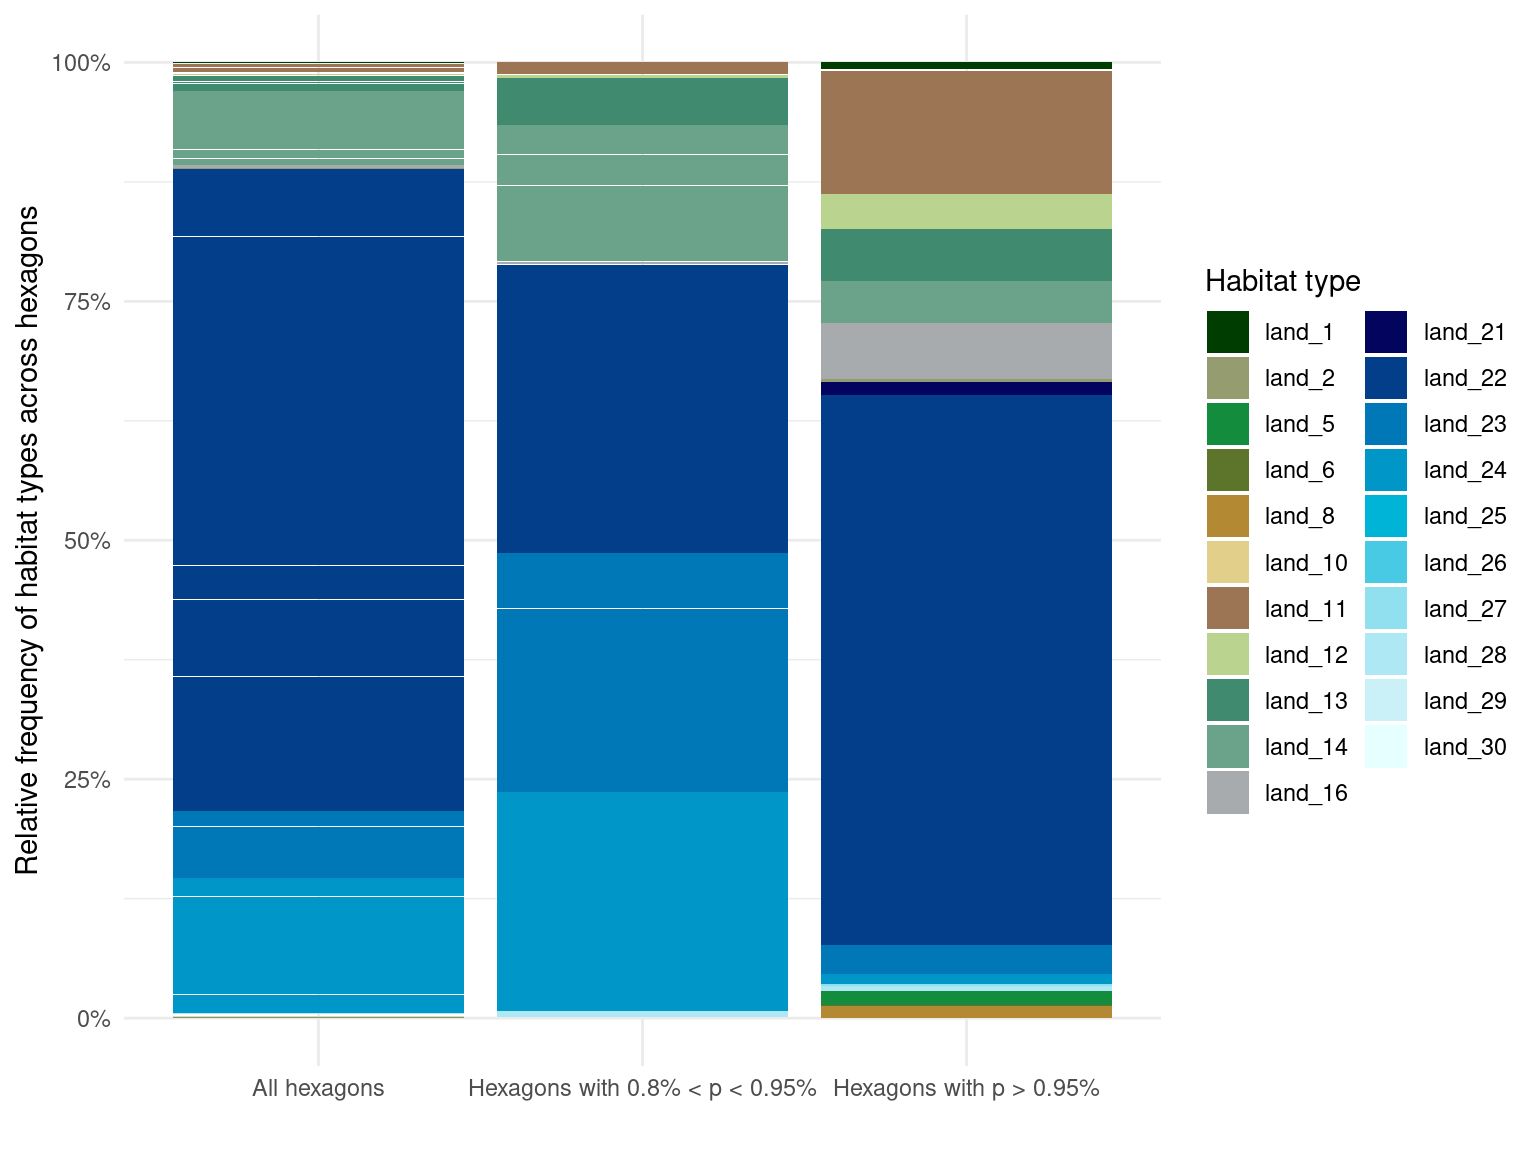 Relative frequency of habitat types across hexagons
100%
75%
50%
25%
0%
All hexagons
Hexagons with 0.8% < p < 0.95%
Hexagons with p > 0.95%
Habitat type
land_1
land_2
land_5
land_6
land_8
land_10
land_11
land_12
land_13
land_14
land_16
land_21
land_22
land_23
land_24
land_25
land_26
land_27
land_28
land_29
land_30